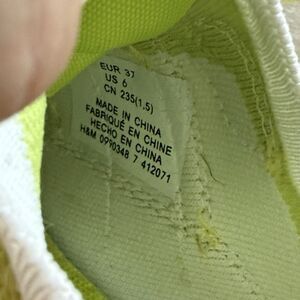 EUR 37
US 6
CN 235(1,5)
MADE IN CHINA
FABRIQUÉ EN CHINE
HECHO EN CHINA
H&M 0990348 7 412071